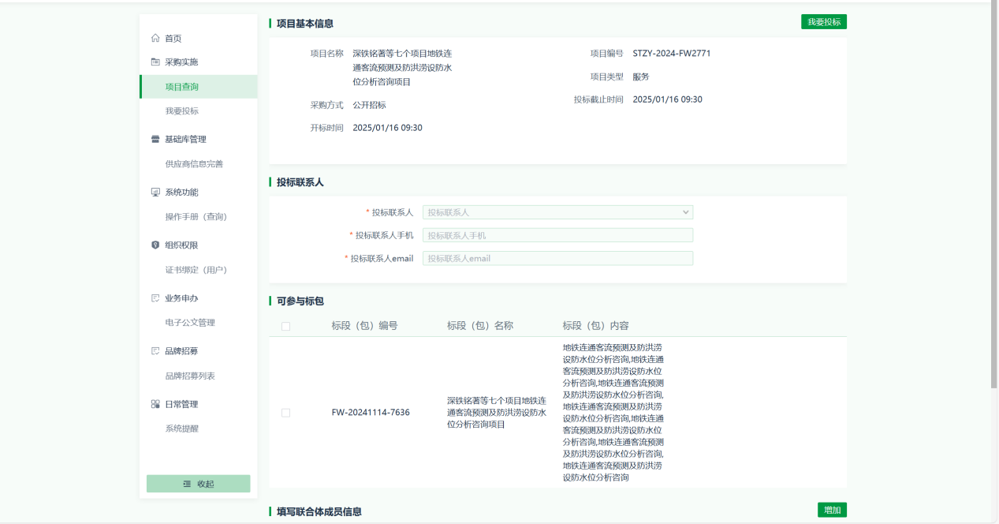 首页
采购实施
项目查询
我要投标
基础库管理
供应商信息完善
系统功能
操作手册（查询）
组织权限
证书绑定（用户）
业务申办
电子公文管理
品牌招募
品牌招募列表
日常管理
系统提醒
收起
项目基本信息
我要投标
项目名称 深铁铭著等七个项目地铁连
通客流预测及防洪涝设防水
位分析咨询项目
项目编号 STZY-2024-FW2771
项目类型 服务
采购方式 公开招标
投标截止时间 2025/01/16 09:30
开标时间 2025/01/16 09:30
投标联系人
* 投标联系人 投标联系人
* 投标联系人手机 投标联系人手机
* 投标联系人email 投标联系人email
可参与标包
标段（包）编号 标段（包）名称 标段（包）内容
FW-20241114-7636
深铁铭著等七个项目地铁连
通客流预测及防洪涝设防水
位分析咨询项目
地铁连通客流预测及防洪涝
设防水位分析咨询,地铁连通
客流预测及防洪涝设防水位
分析咨询,地铁连通客流预测
及防洪涝设防水位分析咨询,
地铁连通客流预测及防洪涝
设防水位分析咨询,地铁连通
客流预测及防洪涝设防水位
分析咨询,地铁连通客流预测
及防洪涝设防水位分析咨询,
地铁连通客流预测及防洪涝
设防水位分析咨询
填写联合体成员信息
增加